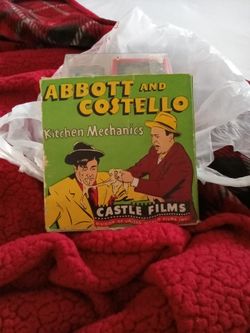 ABBOTT AND
COSTELLO
Kitchen Mechanics
CASTLE FILMS